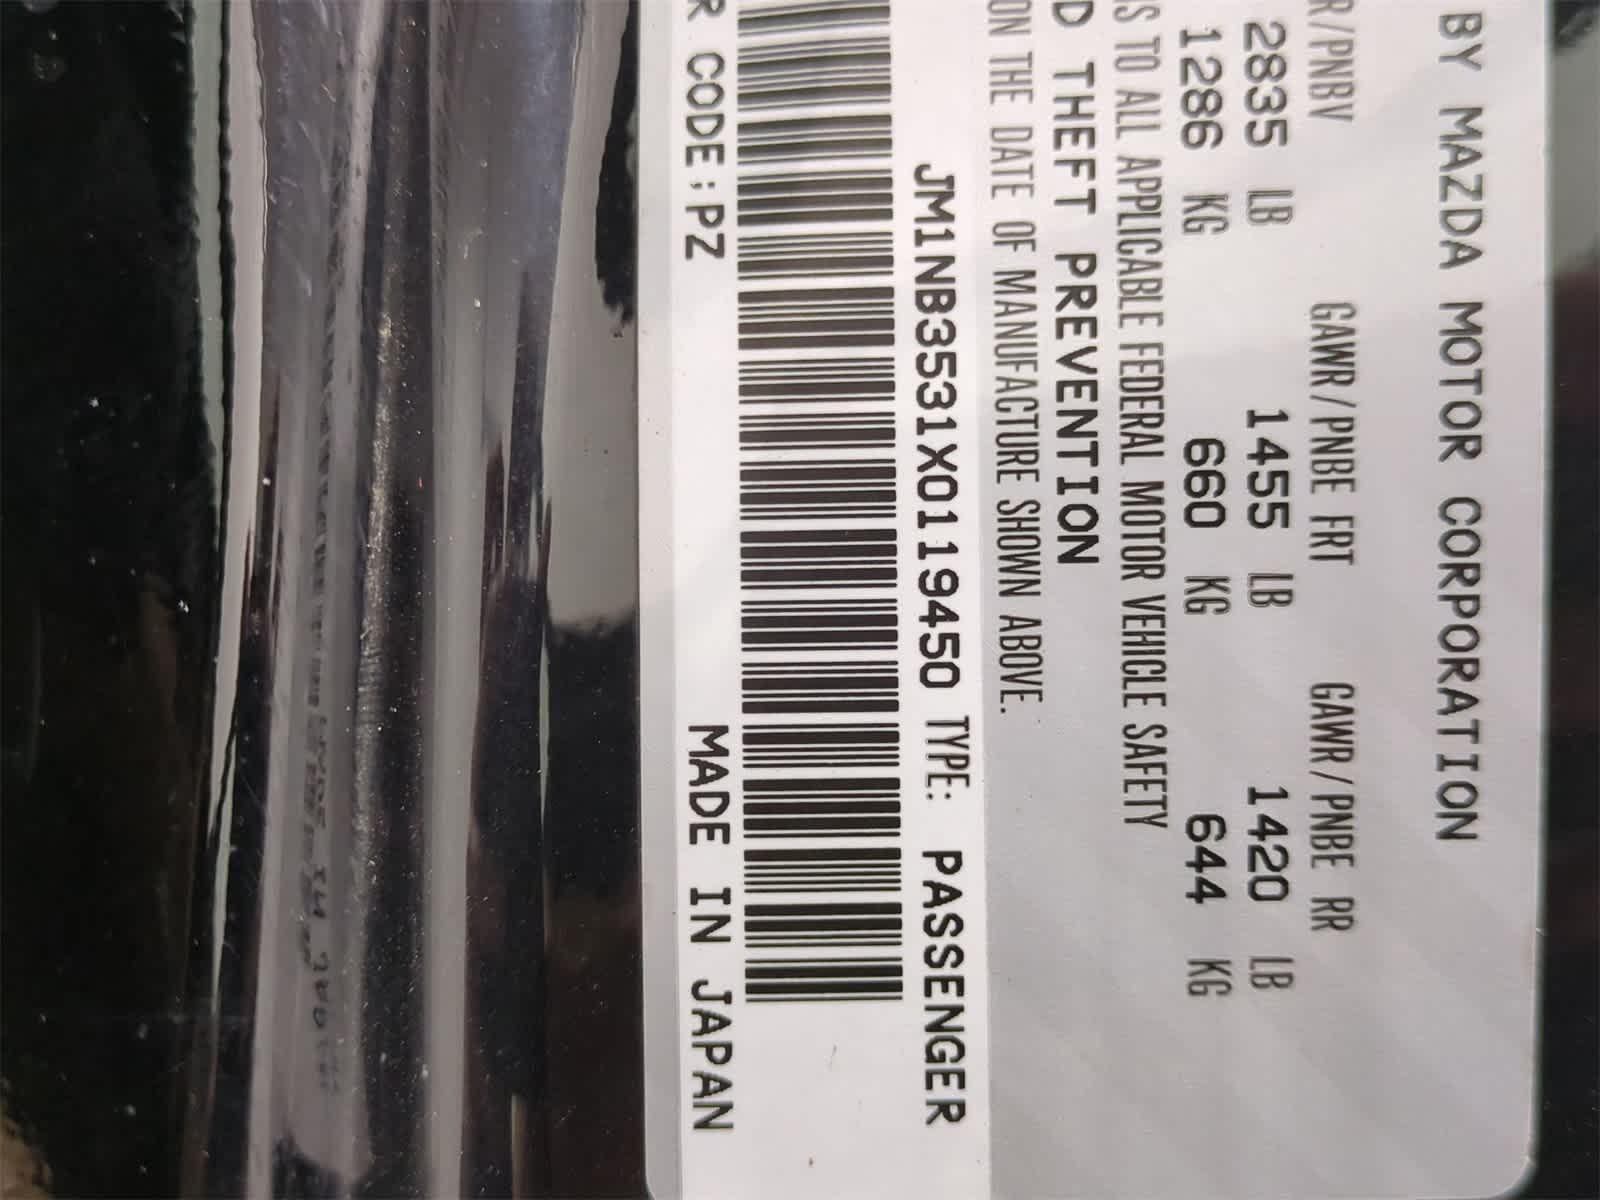 BY MAZDA MOTOR CORPORATION
R/PNBV GAWR/PNBE FRT GAWR/PNBE RR
2835 LB 1455 LB 1420 LB
1286 KG 660 KG 644 KG
S TO ALL APPLICABLE FEDERAL MOTOR VEHICLE SAFETY
D THEFT PREVENTION
ON THE DATE OF MANUFACTURE SHOWN ABOVE.
JM1NB3531X0119450 TYPE: PASSENGER
R CODE:PZ MADE IN JAPAN